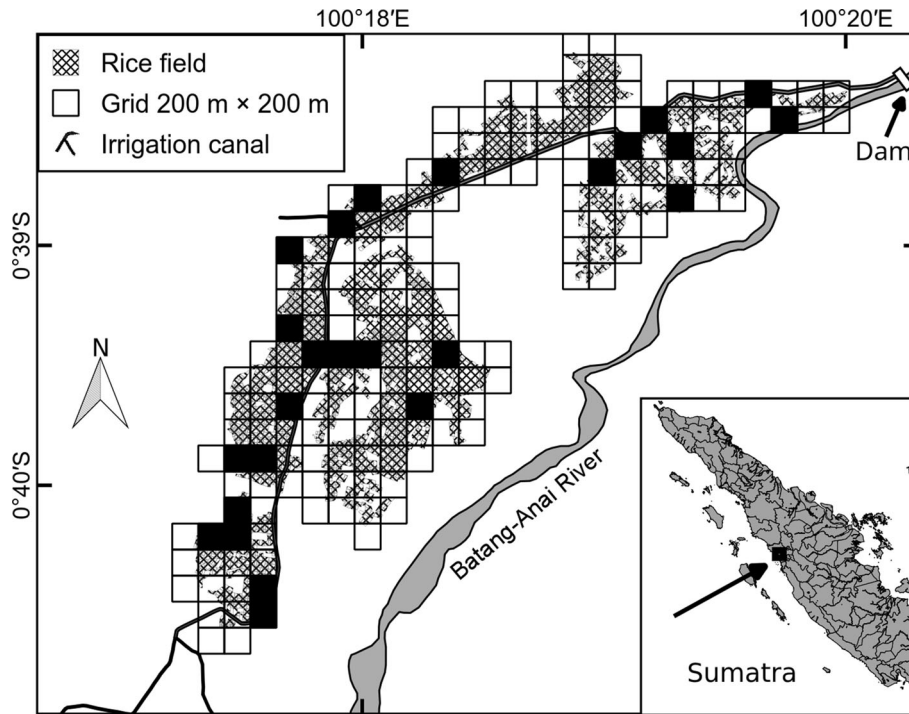 100°18′E
100°20′E
Rice field
Grid 200 m × 200 m
Irrigation canal
Dam
0°39′S
N
0°40′S
Batang-Anai River
Sumatra